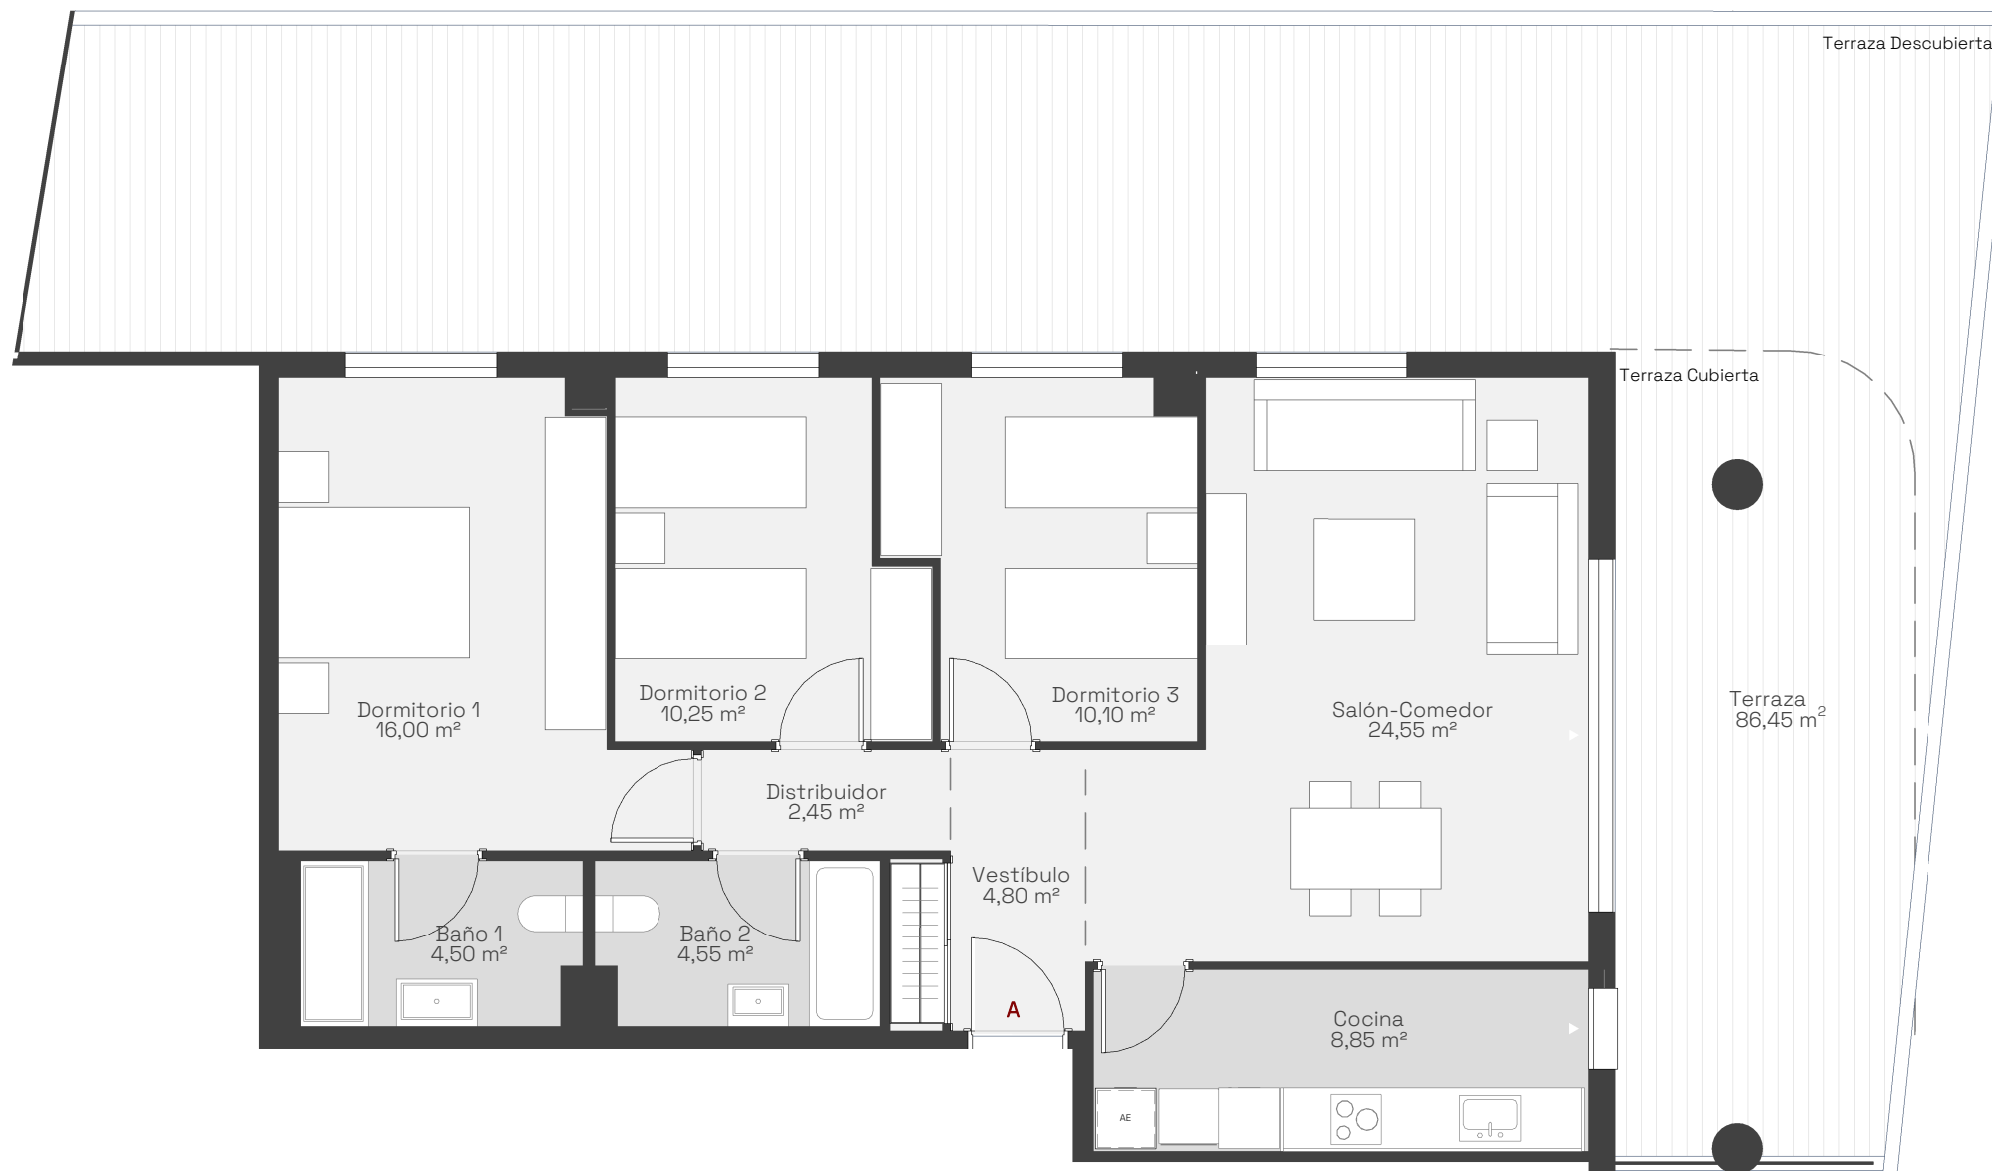 Terraza Descubierta
Terraza Cubierta
Dormitorio 1
16,00 m²
Dormitorio 2
10,25 m²
Dormitorio 3
10,10 m²
Salón-Comedor
24,55 m²
Terraza
86,45 m²
Distribuidor
2,45 m²
Vestíbulo
4,80 m²
Baño 1
4,50 m²
Baño 2
4,55 m²
A
Cocina
8,85 m²
AE